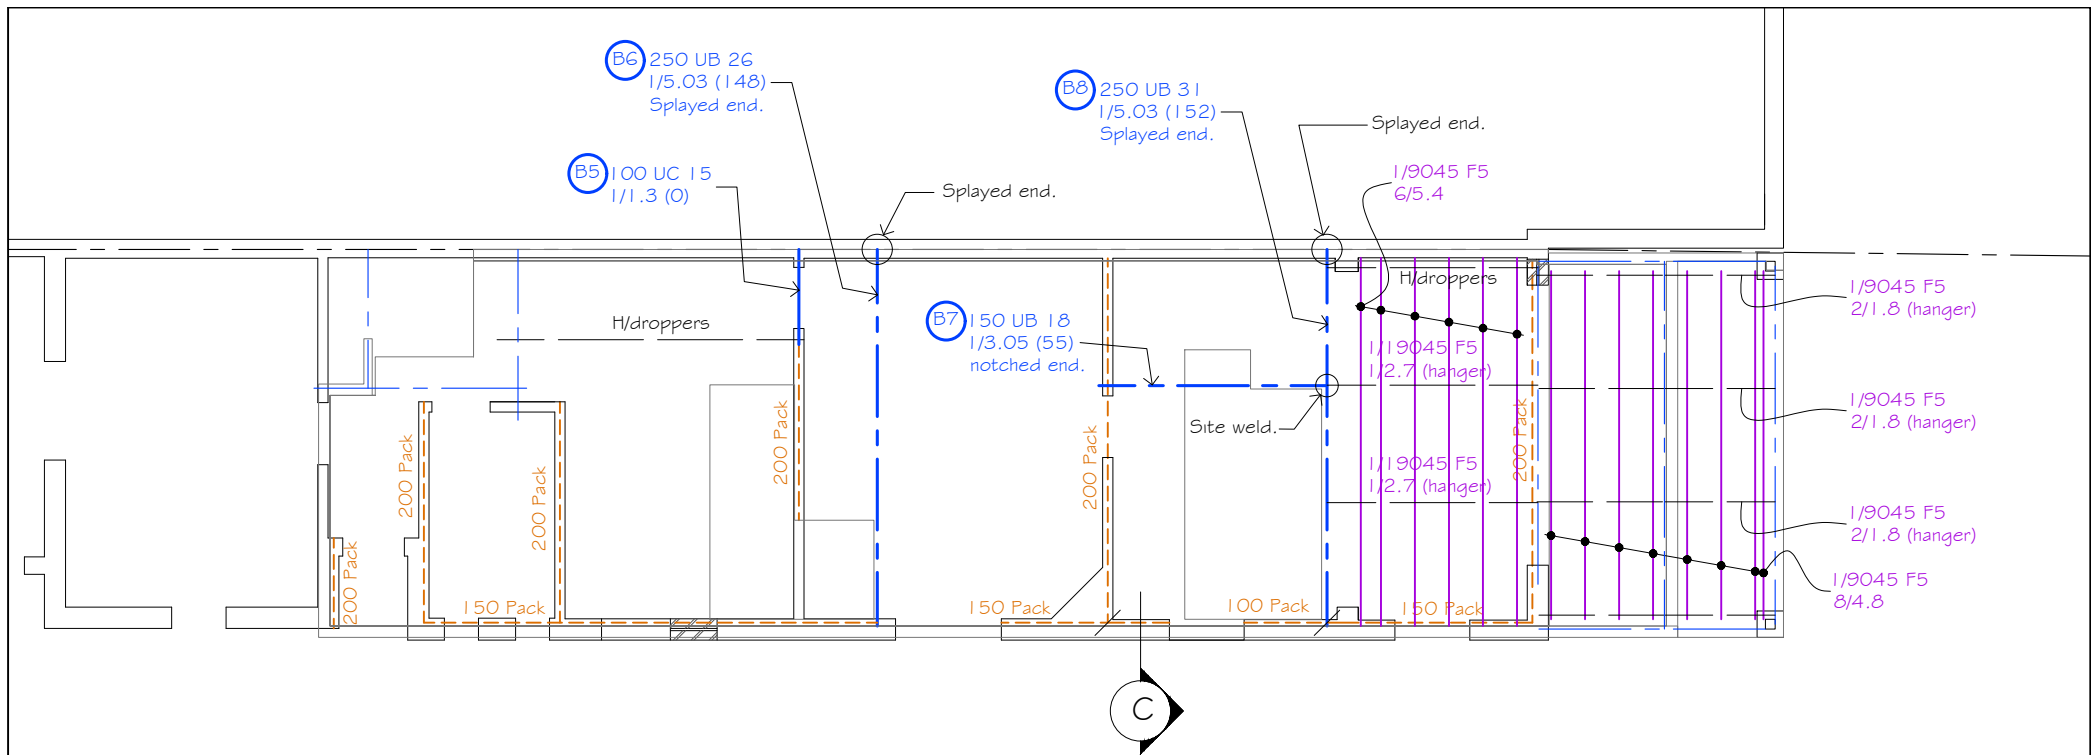 B6 250 UB 26
1/5.03 (148)
Splayed end.
B8 250 UB 31
1/5.03 (152)
Splayed end.
Splayed end.
B5 100 UC 15
1/1.3 (0)
Splayed end.
1/9045 F5
6/5.4
H/droppers
1/9045 F5
2/1.8 (hanger)
H/droppers
B7 150 UB 18
1/3.05 (55)
notched end.
1/19045 F5
1/2.7 (hanger)
1/9045 F5
2/1.8 (hanger)
Site weld.
200 Pack
200 Pack
200 Pack
200 Pack
200 Pack
1/19045 F5
1/2.7 (hanger)
1/9045 F5
2/1.8 (hanger)
200 Pack
1/9045 F5
8/4.8
150 Pack
150 Pack
100 Pack
150 Pack
C